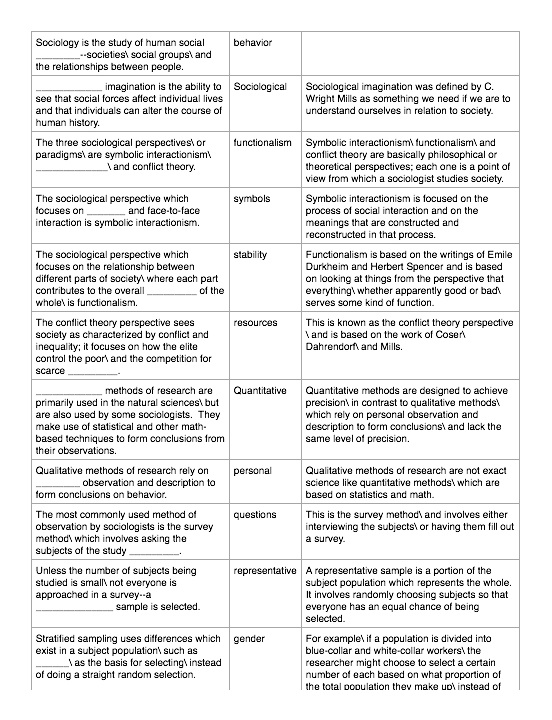 Sociology is the study of human social
_________--societies\ social groups\ and
the relationships between people.
behavior
____________ imagination is the ability to
see that social forces affect individual lives
and that individuals can alter the course of
human history.
Sociological
Sociological imagination was defined by C.
Wright Mills as something we need if we are to
understand ourselves in relation to society.
The three sociological perspectives\ or
paradigms\ are symbolic interactionism\
_____________\ and conflict theory.
functionalism
Symbolic interactionism\ functionalism\ and
conflict theory are basically philosophical or
theoretical perspectives; each one is a point of
view from which a sociologist studies society.
The sociological perspective which
focuses on _______ and face-to-face
interaction is symbolic interactionism.
symbols
Symbolic interactionism is focused on the
process of social interaction and on the
meanings that are constructed and
reconstructed in that process.
The sociological perspective which
focuses on the relationship between
different parts of society\ where each part
contributes to the overall _________ of the
whole\ is functionalism.
stability
Functionalism is based on the writings of Emile
Durkheim and Herbert Spencer and is based
on looking at things from the perspective that
everything\ whether apparently good or bad\
serves some kind of function.
The conflict theory perspective sees
society as characterized by conflict and
inequality; it focuses on how the elite
control the poor\ and the competition for
scarce _________.
resources
This is known as the conflict theory perspective
\ and is based on the work of Coser\
Dahrendorf\ and Mills.
____________ methods of research are
primarily used in the natural sciences\ but
are also used by some sociologists.  They
make use of statistical and other math-
based techniques to form conclusions from
their observations.
Quantitative
Quantitative methods are designed to achieve
precision\ in contrast to qualitative methods\
which rely on personal observation and
description to form conclusions\ and lack the
same level of precision.
Qualitative methods of research rely on
________ observation and description to
form conclusions on behavior.
personal
Qualitative methods of research are not exact
science like quantitative methods\ which are
based on statistics and math.
The most commonly used method of
observation by sociologists is the survey
method\ which involves asking the
subjects of the study _________.
questions
This is the survey method\ and involves either
interviewing the subjects\ or having them fill out
a survey.
Unless the number of subjects being
studied is small\ not everyone is
approached in a survey--a
______________ sample is selected.
representative
A representative sample is a portion of the
subject population which represents the whole.
It involves randomly choosing subjects so that
everyone has an equal chance of being
selected.
Stratified sampling uses differences which
exist in a subject population\ such as
______\ as the basis for selecting\ instead
of doing a straight random selection.
gender
For example\ if a population is divided into
blue-collar and white-collar workers\ the
researcher might choose to select a certain
number of each based on what proportion of
the total population they make up\ instead of